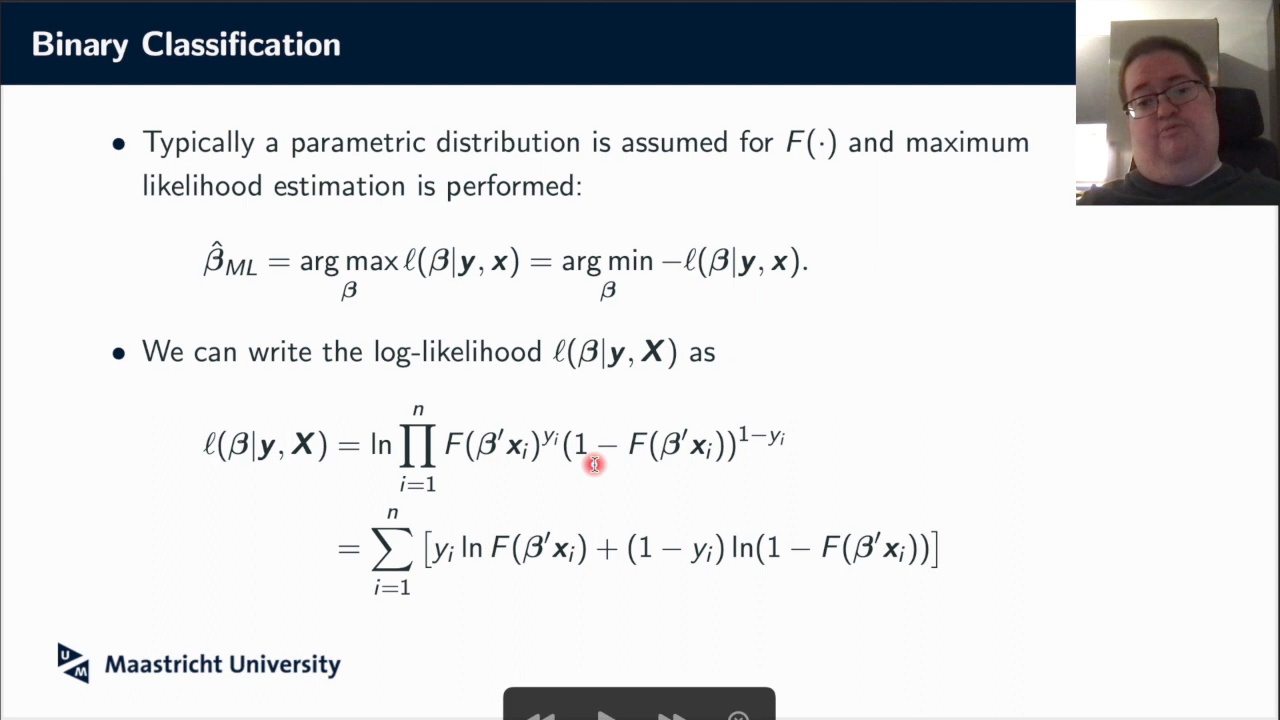 Binary Classification
• Typically a parametric distribution is assumed for F(·) and maximum
likelihood estimation is performed:
β̂_ML = arg max_β ℓ(β|y, x) = arg min_β −ℓ(β|y, x).
• We can write the log-likelihood ℓ(β|y, X) as
ℓ(β|y, X) = ln ∏_{i=1}^{n} F(β′x_i)^{y_i} (1 − F(β′x_i))^{1−y_i}
= ∑_{i=1}^{n} [y_i ln F(β′x_i) + (1 − y_i) ln(1 − F(β′x_i))]
UM Maastricht University